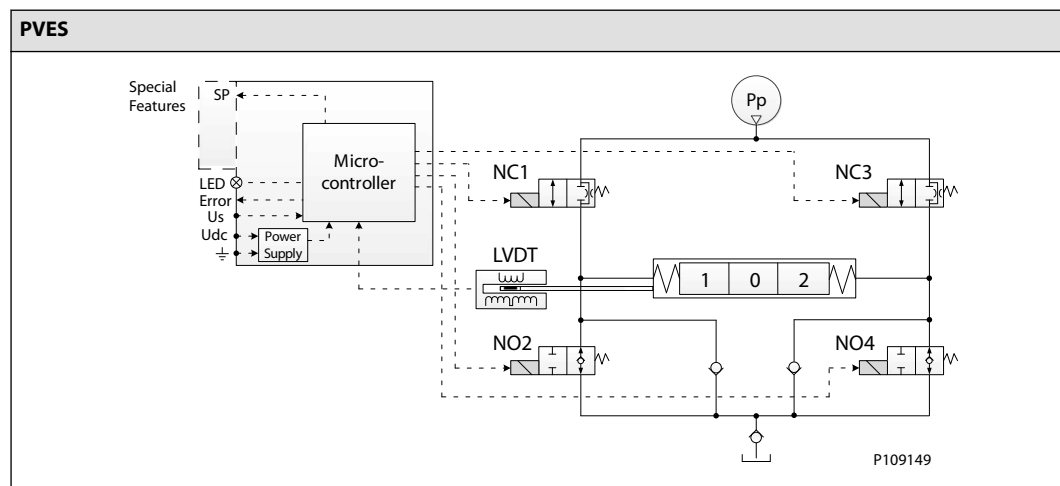 PVES
Special
Features
SP
Pp
Micro-
controller
NC1
NC3
LED
Error
Us
Udc
Power
Supply
LVDT
1 0 2
NO2
NO4
P109149